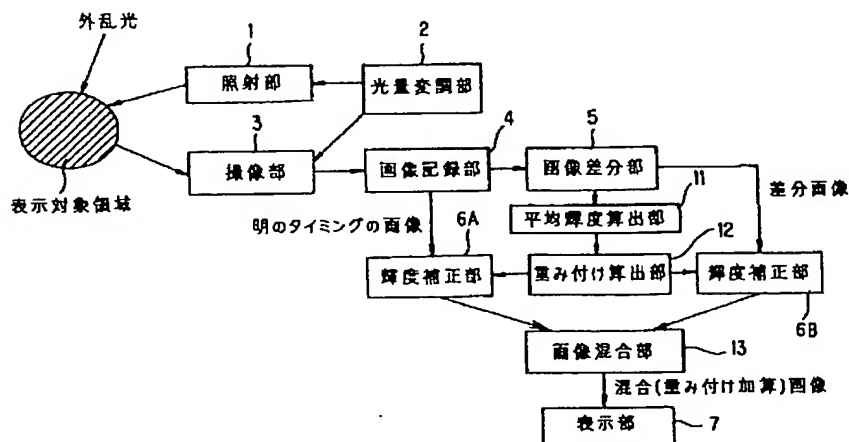 外乱光
1
照射部
2
光量変調部
3
撮像部
表示対象領域
4
画像記録部
5
画像差分部
差分画像
11
平均輝度算出部
明のタイミングの画像
6A
輝度補正部
12
重み付け算出部
輝度補正部
6B
画像混合部
13
混合(重み付け加算)画像
表示部
7